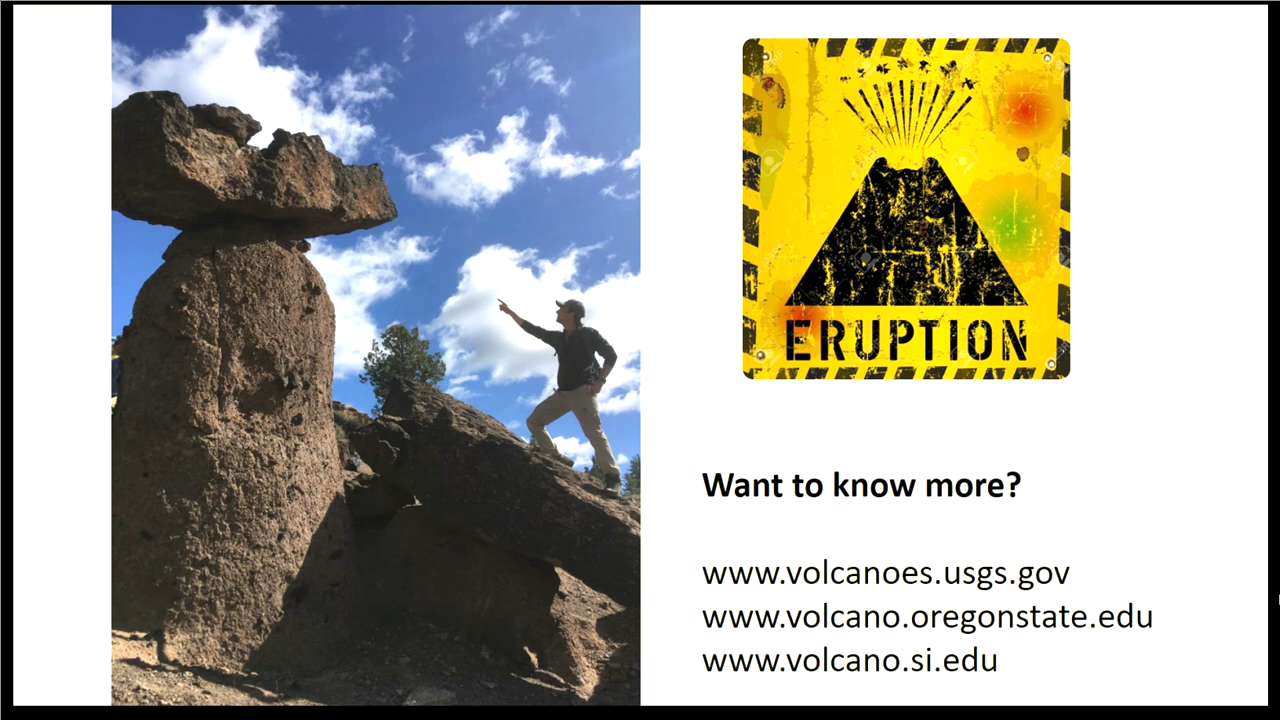 ERUPTION
Want to know more?
www.volcanoes.usgs.gov
www.volcano.oregonstate.edu
www.volcano.si.edu